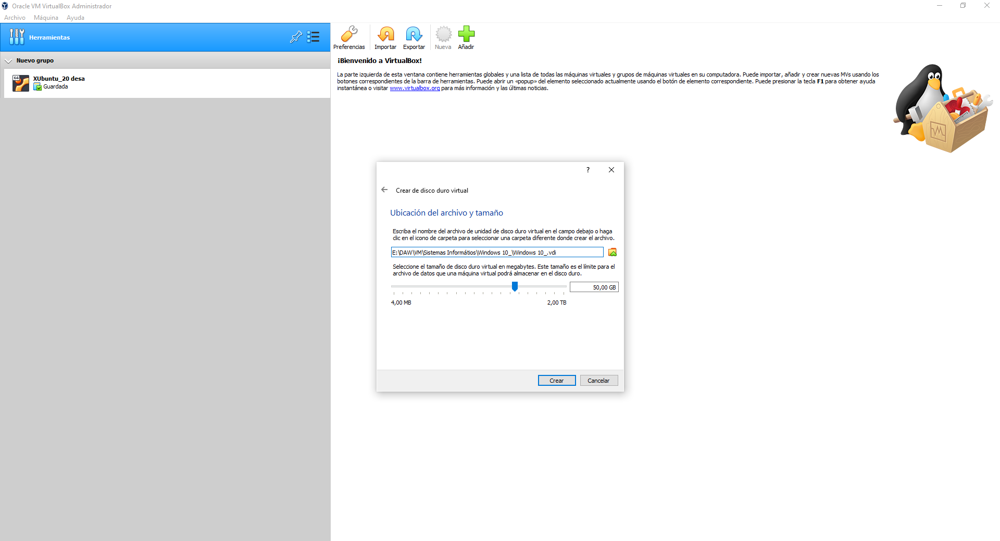 Oracle VM VirtualBox Administrador
Archivo Máquina Ayuda
Herramientas
Nuevo grupo
64
XUbuntu_20 desa
Guardada
Preferencias Importar Exportar Nueva Añadir
¡Bienvenido a VirtualBox!
La parte izquierda de esta ventana contiene herramientas globales y una lista de todas las máquinas virtuales y grupos de máquinas virtuales en su computadora. Puede importar, añadir y crear nuevas MVs usando los
botones correspondientes de la barra de herramientas. Puede abrir un «popup» del elemento seleccionado actualmente usando el botón de elemento correspondiente. Puede presionar la tecla F1 para obtener ayuda
instantánea o visitar www.virtualbox.org para más información y las últimas noticias.
?
Crear de disco duro virtual
Ubicación del archivo y tamaño
Escriba el nombre del archivo de unidad de disco duro virtual en el campo debajo o haga
clic en el icono de carpeta para seleccionar una carpeta diferente donde crear el archivo.
E:\DAW\VM\Sistemas Informátios\Windows 10_\Windows 10_.vdi
Seleccione el tamaño de disco duro virtual en megabytes. Este tamaño es el límite para el
archivo de datos que una máquina virtual podrá almacenar en el disco duro.
50,00 GB
4,00 MB 2,00 TB
Crear Cancelar